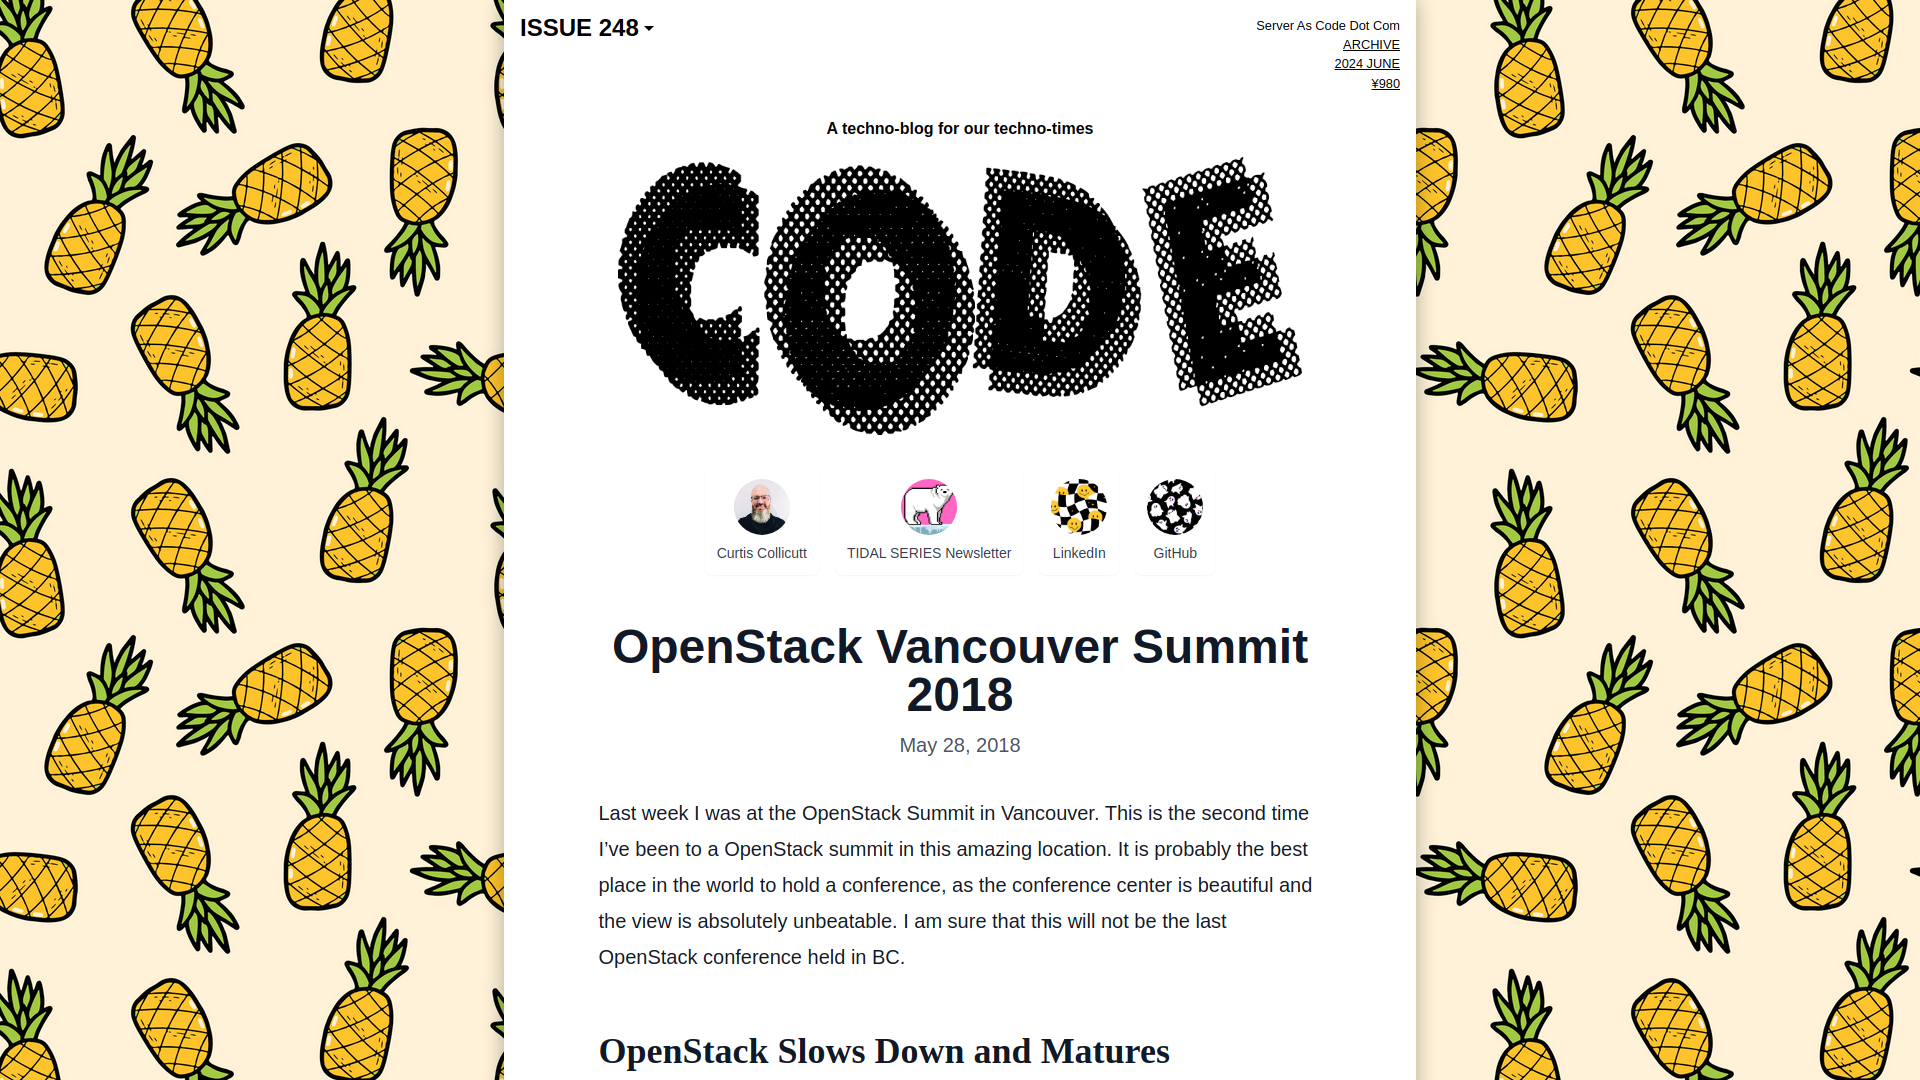 ISSUE 248
Server As Code Dot Com
ARCHIVE
2024 JUNE
¥980
A techno-blog for our techno-times
CODE
Curtis Collicutt
TIDAL SERIES Newsletter
LinkedIn
GitHub
OpenStack Vancouver Summit
2018
May 28, 2018
Last week I was at the OpenStack Summit in Vancouver. This is the second time
I’ve been to a OpenStack summit in this amazing location. It is probably the best
place in the world to hold a conference, as the conference center is beautiful and
the view is absolutely unbeatable. I am sure that this will not be the last
OpenStack conference held in BC.
OpenStack Slows Down and Matures